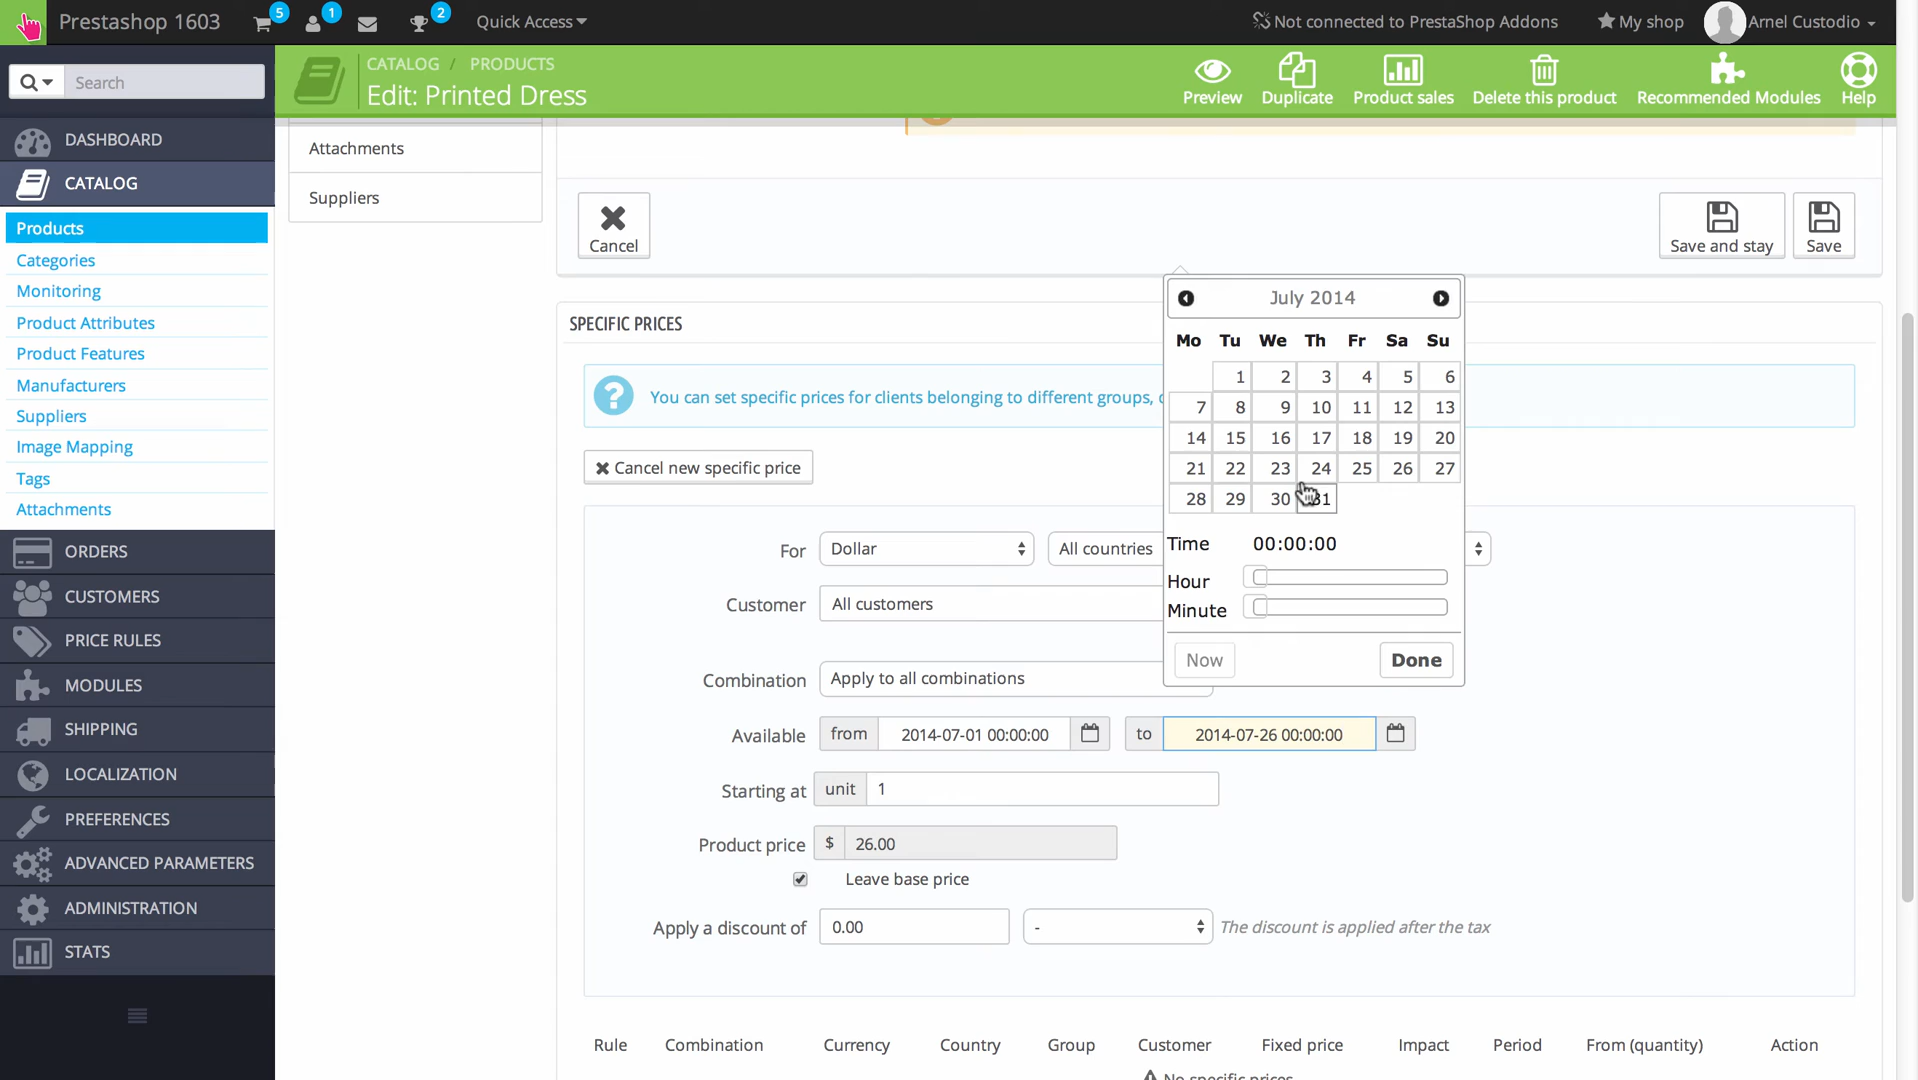 Prestashop 1603 5 1 2 Quick Access Not connected to PrestaShop Addons My shop Arnel Custodio
Search
CATALOG / PRODUCTS
Edit: Printed Dress
Preview Duplicate Product sales Delete this product Recommended Modules Help
DASHBOARD
CATALOG
Products
Categories
Monitoring
Product Attributes
Product Features
Manufacturers
Suppliers
Image Mapping
Tags
Attachments
ORDERS
CUSTOMERS
PRICE RULES
MODULES
SHIPPING
LOCALIZATION
PREFERENCES
ADVANCED PARAMETERS
ADMINISTRATION
STATS
Attachments
Suppliers
Cancel Save and stay Save
SPECIFIC PRICES
You can set specific prices for clients belonging to different groups,
Cancel new specific price
For Dollar All countries
Customer All customers
Combination Apply to all combinations
Available from 2014-07-01 00:00:00 to 2014-07-26 00:00:00
Starting at unit 1
Product price $ 26.00
Leave base price
Apply a discount of 0.00 - The discount is applied after the tax
July 2014
Mo Tu We Th Fr Sa Su
1 2 3 4 5 6
7 8 9 10 11 12 13
14 15 16 17 18 19 20
21 22 23 24 25 26 27
28 29 30 31
Time 00:00:00
Hour
Minute
Now Done
Rule Combination Currency Country Group Customer Fixed price Impact Period From (quantity) Action
No specific prices